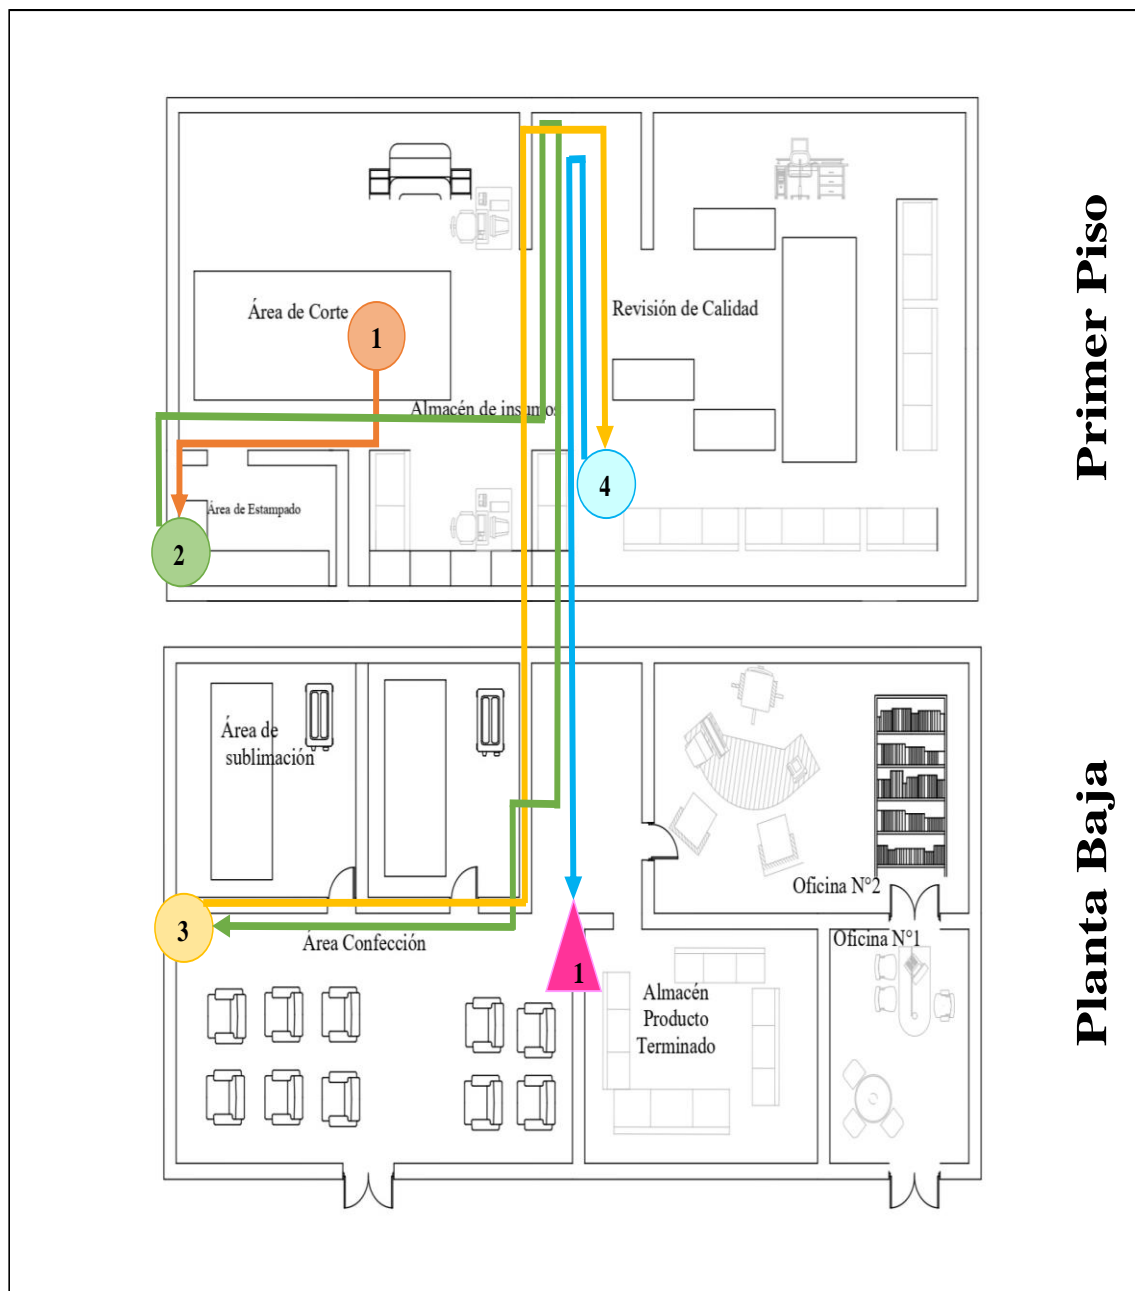 Primer Piso
Área de Corte
1
Revisión de Calidad
Almacén de insumos
4
Área de Estampado
2
Planta Baja
Área de
sublimación
Oficina N°2
3
Área Confección
Oficina N°1
1
Almacén
Producto
Terminado